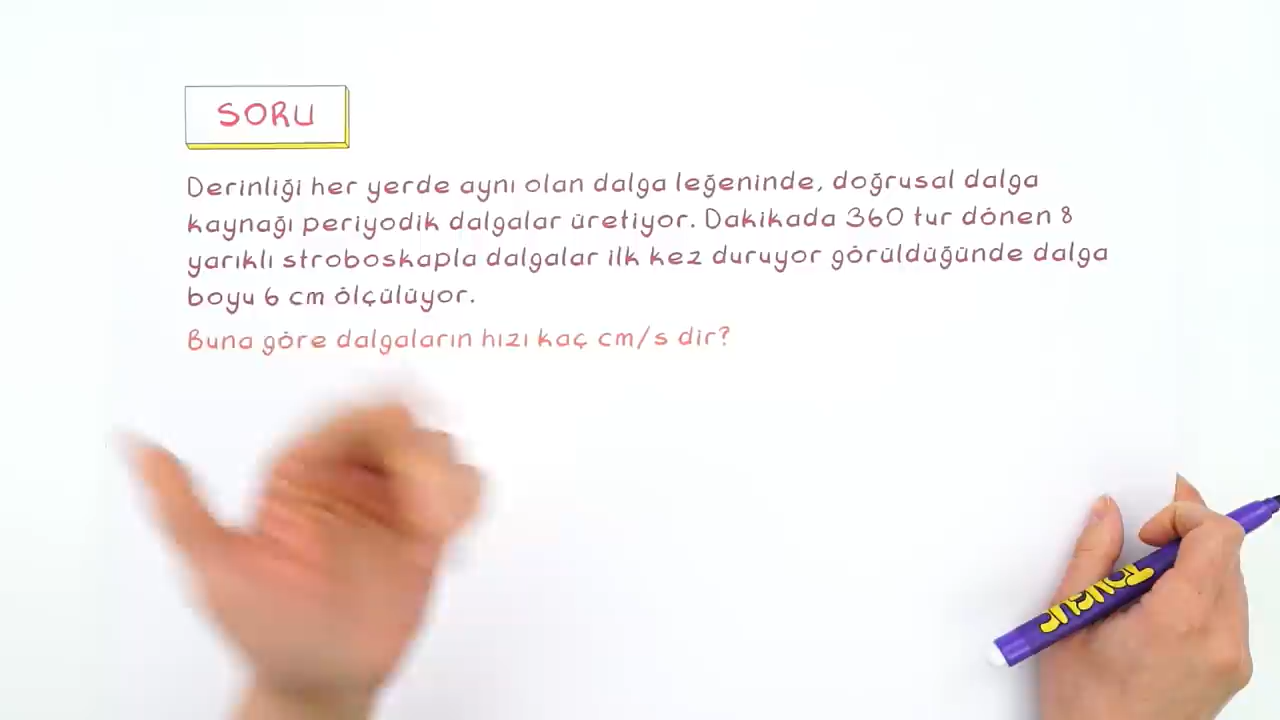 SORU
Derinliği her yerde aynı olan dalga leğeninde, doğrusal dalga
kaynağı periyodik dalgalar üretiyor. Dakikada 360 tur dönen 8
yarıklı stroboskapla dalgalar ilk kez duruyor görüldüğünde dalga
boyu 6 cm ölçülüyor.
Buna göre dalgaların hızı kaç cm/s dir?
Tonguç